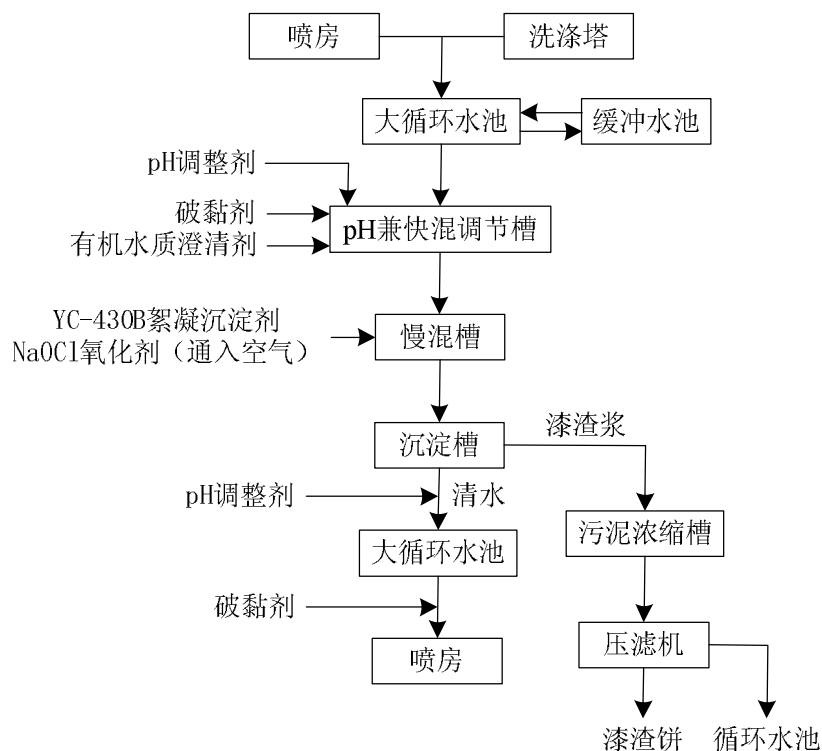 喷房
洗涤塔
大循环水池
缓冲水池
pH调整剂
破黏剂
有机水质澄清剂
pH兼快混调节槽
YC-430B絮凝沉淀剂
NaOCl氧化剂（通入空气）
慢混槽
沉淀槽
漆渣浆
pH调整剂
清水
大循环水池
污泥浓缩槽
破黏剂
喷房
压滤机
漆渣饼
循环水池